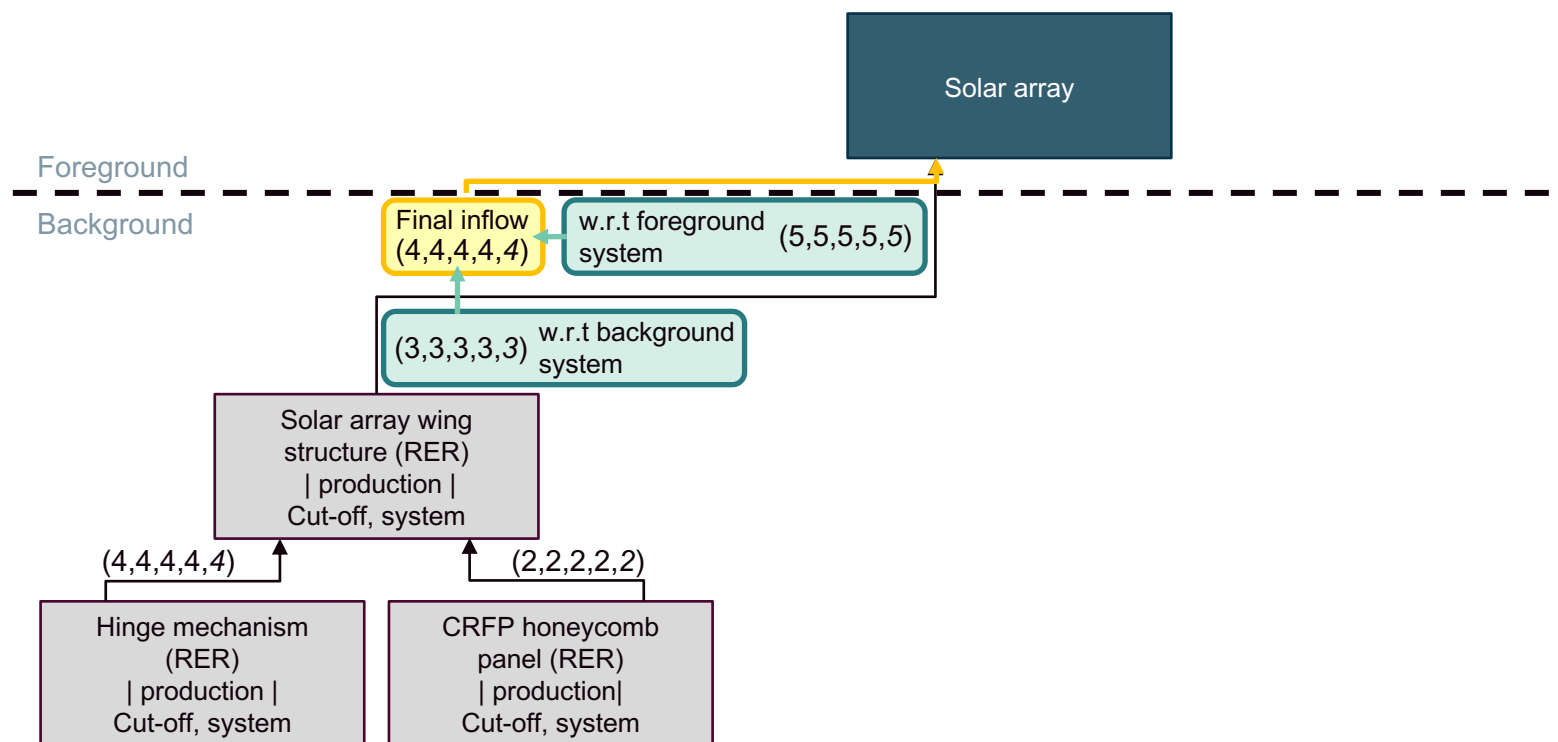 Solar array
Foreground
Background
Final inflow
(4,4,4,4,4)
w.r.t foreground
system
(5,5,5,5,5)
(3,3,3,3,3)
w.r.t background
system
Solar array wing
structure (RER)
| production |
Cut-off, system
(4,4,4,4,4)
(2,2,2,2,2)
Hinge mechanism
(RER)
| production |
Cut-off, system
CRFP honeycomb
panel (RER)
| production|
Cut-off, system